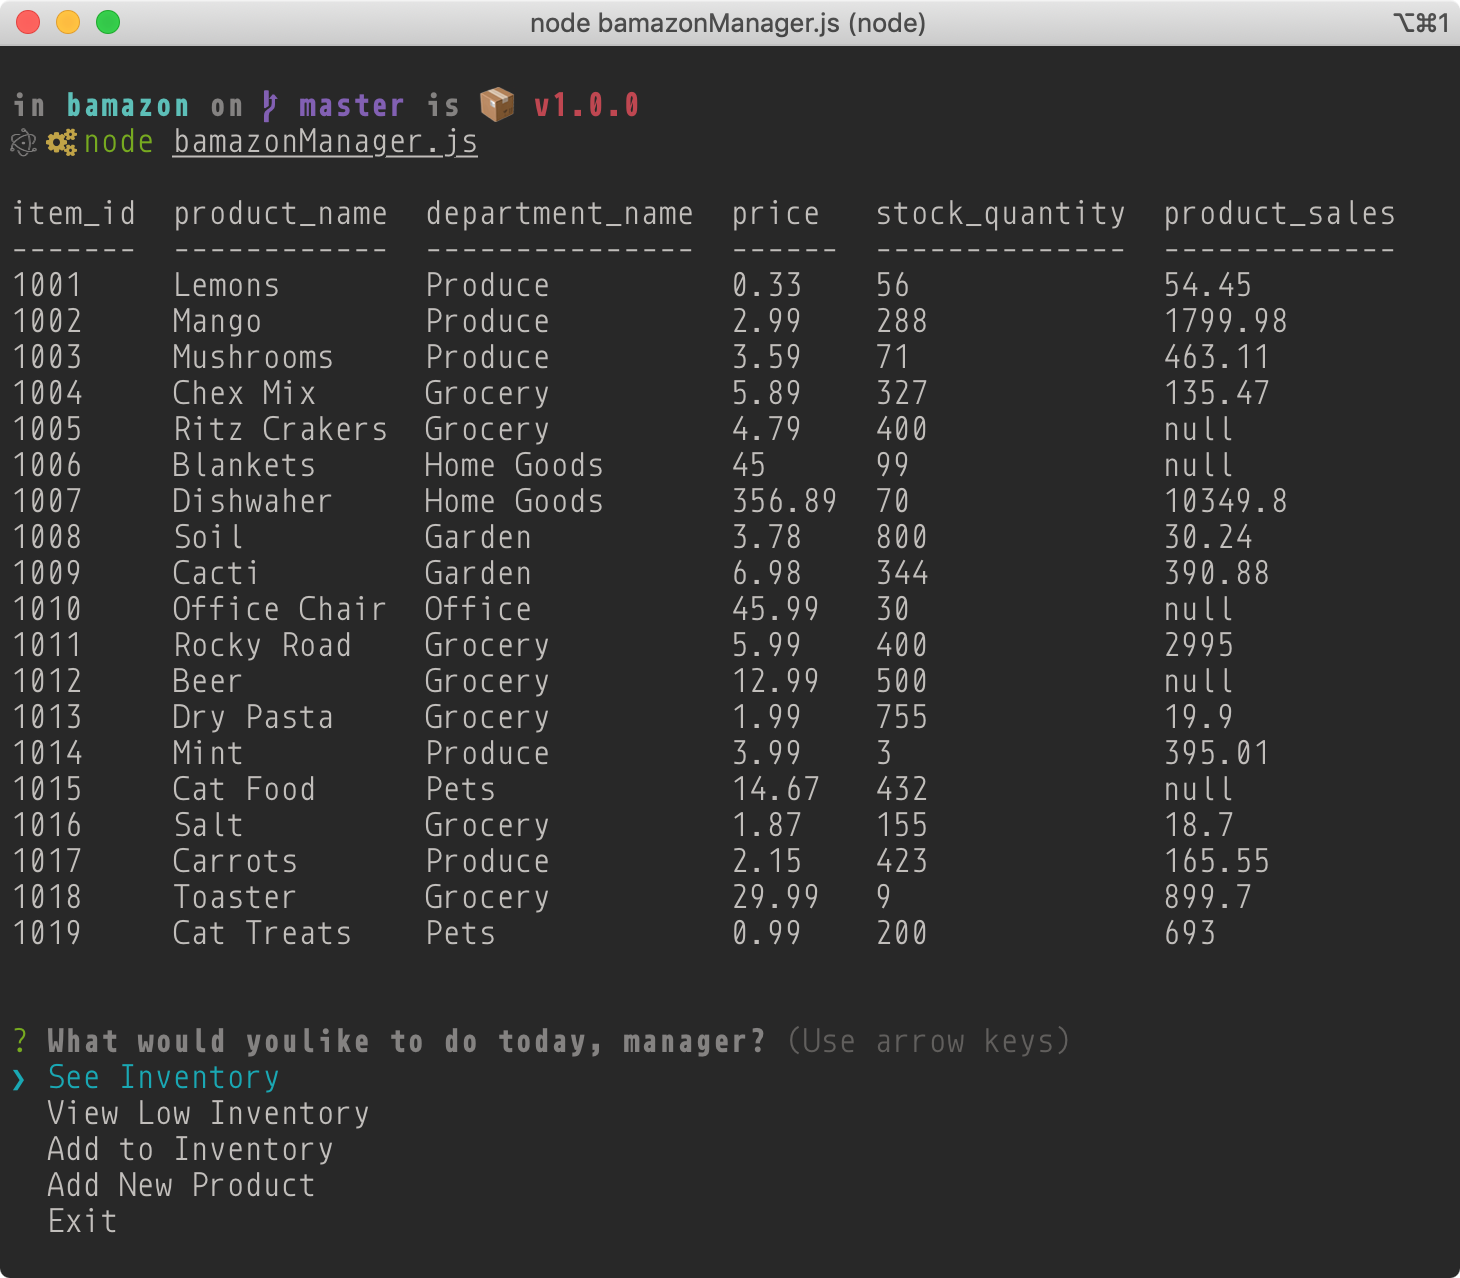 node bamazonManager.js (node) ⌥⌘1
in bamazon on master is 📦 v1.0.0
node bamazonManager.js
item_id product_name department_name price stock_quantity product_sales
------- ------------ --------------- ------ -------------- -------------
1001 Lemons Produce 0.33 56 54.45
1002 Mango Produce 2.99 288 1799.98
1003 Mushrooms Produce 3.59 71 463.11
1004 Chex Mix Grocery 5.89 327 135.47
1005 Ritz Crakers Grocery 4.79 400 null
1006 Blankets Home Goods 45 99 null
1007 Dishwaher Home Goods 356.89 70 10349.8
1008 Soil Garden 3.78 800 30.24
1009 Cacti Garden 6.98 344 390.88
1010 Office Chair Office 45.99 30 null
1011 Rocky Road Grocery 5.99 400 2995
1012 Beer Grocery 12.99 500 null
1013 Dry Pasta Grocery 1.99 755 19.9
1014 Mint Produce 3.99 3 395.01
1015 Cat Food Pets 14.67 432 null
1016 Salt Grocery 1.87 155 18.7
1017 Carrots Produce 2.15 423 165.55
1018 Toaster Grocery 29.99 9 899.7
1019 Cat Treats Pets 0.99 200 693
? What would youlike to do today, manager? (Use arrow keys)
❯ See Inventory
View Low Inventory
Add to Inventory
Add New Product
Exit